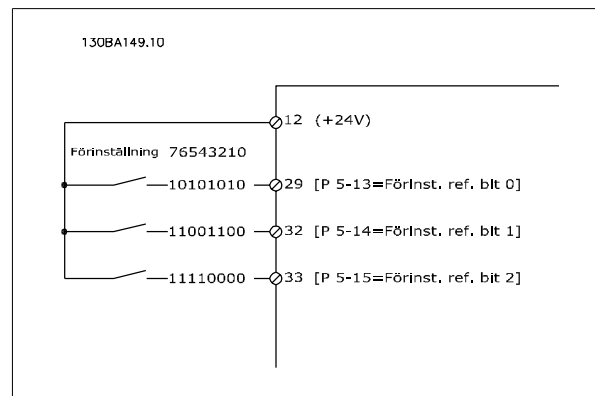 130BA149.10
12 (+24V)
Förinställning 76543210
10101010 29 [P 5-13=Förinst. ref. bit 0]
11001100 32 [P 5-14=Förinst. ref. bit 1]
11110000 33 [P 5-15=Förinst. ref. bit 2]